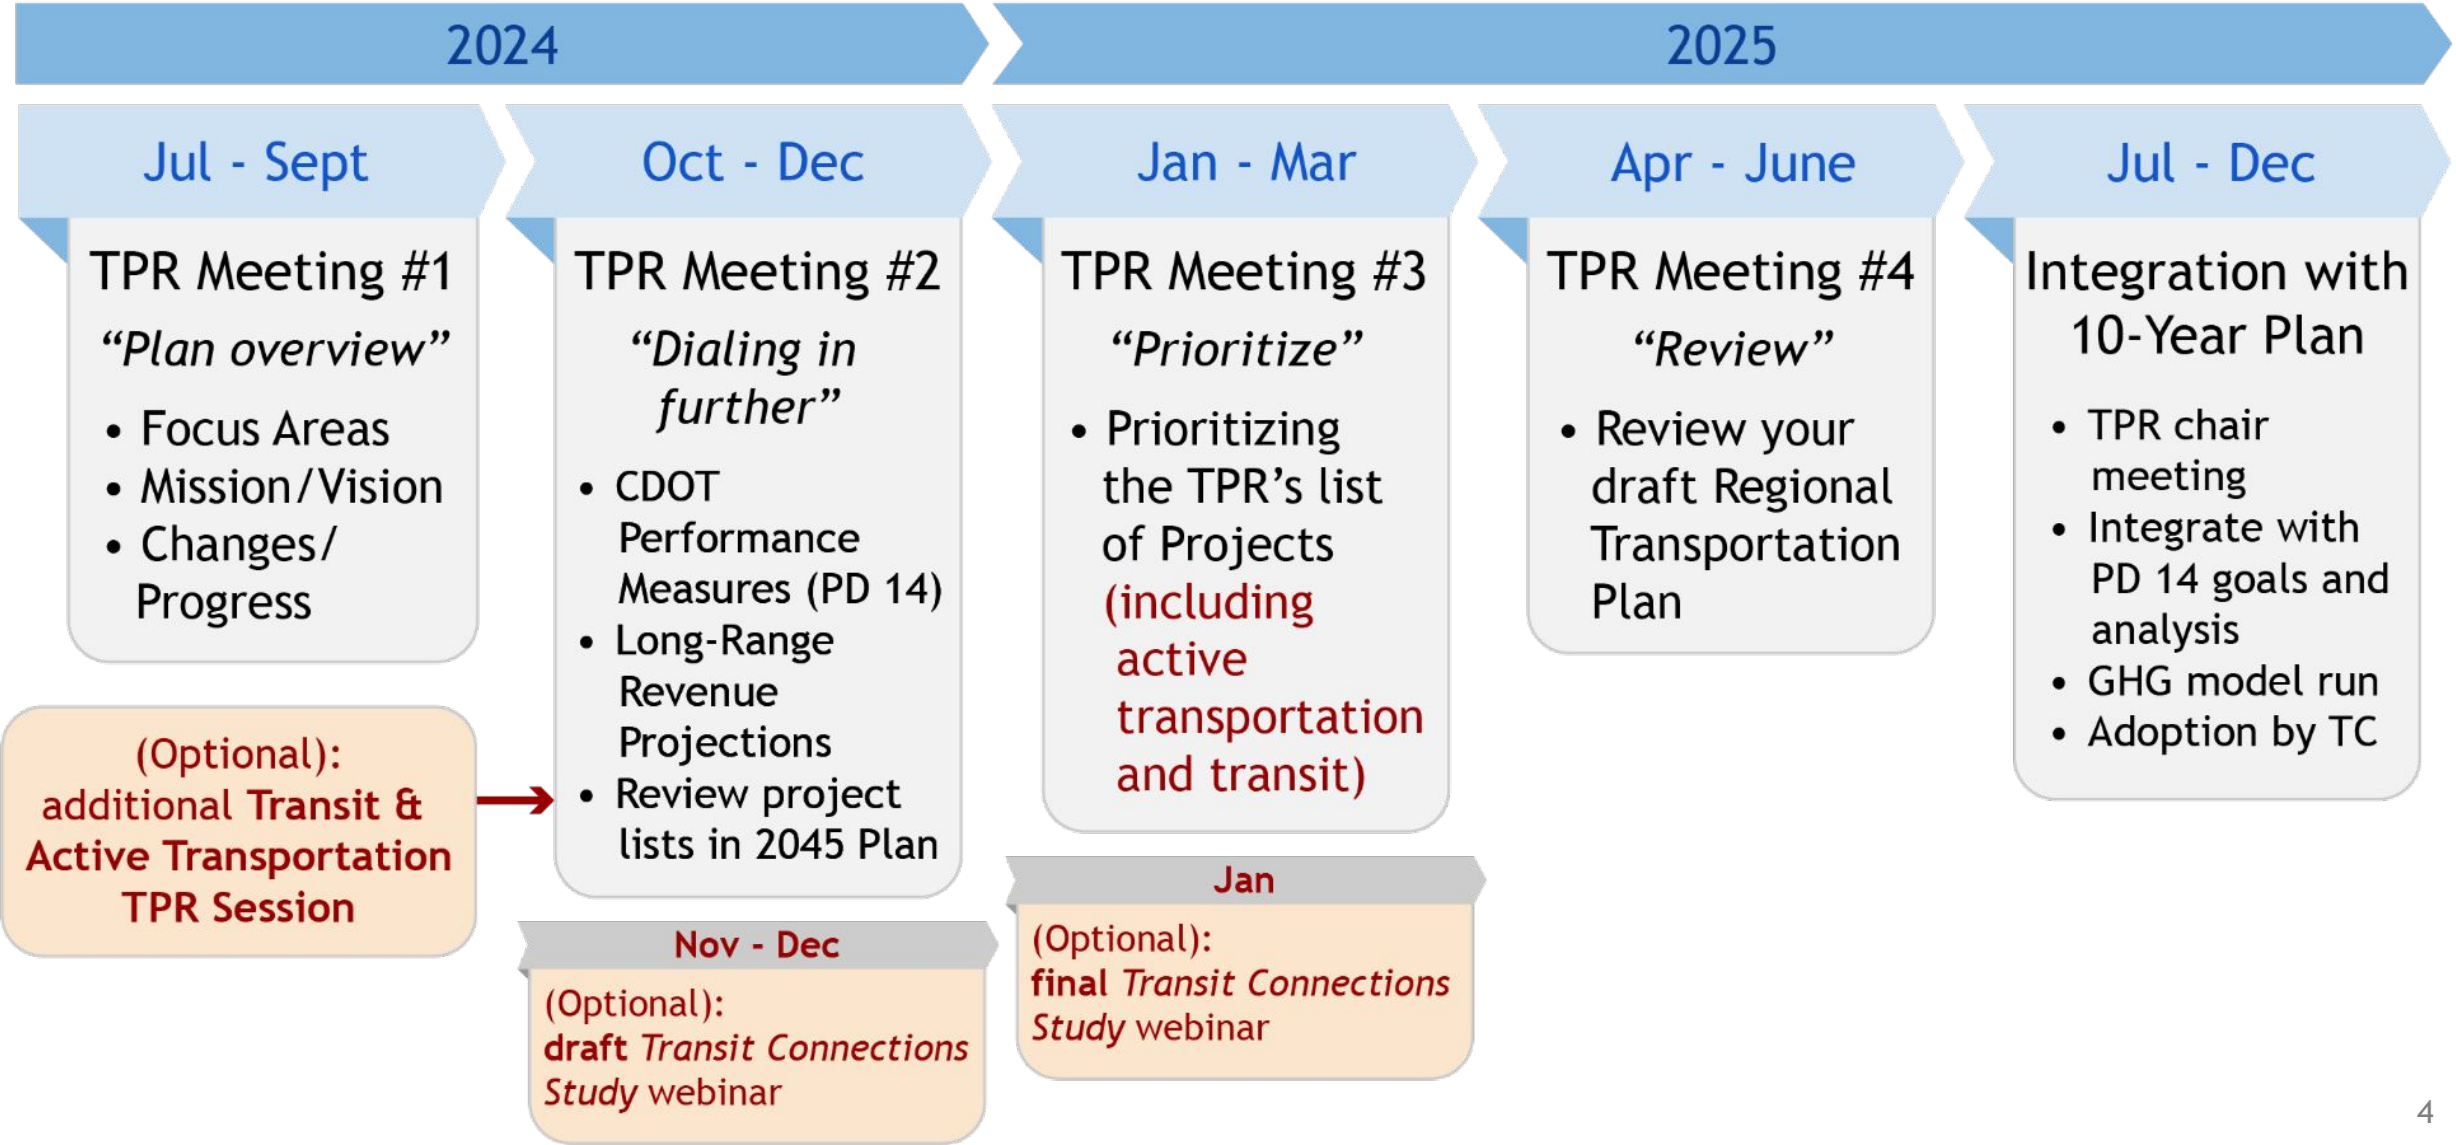 2024
2025
Jul - Sept
Oct - Dec
Jan - Mar
Apr - June
Jul - Dec
TPR Meeting #1
“Plan overview”
• Focus Areas
• Mission/Vision
• Changes/
Progress
(Optional):
additional Transit &
Active Transportation
TPR Session
TPR Meeting #2
“Dialing in
further”
• CDOT
Performance
Measures (PD 14)
• Long-Range
Revenue
Projections
• Review project
lists in 2045 Plan
Nov - Dec
(Optional):
draft Transit Connections
Study webinar
TPR Meeting #3
“Prioritize”
• Prioritizing
the TPR’s list
of Projects
(including
active
transportation
and transit)
Jan
(Optional):
final Transit Connections
Study webinar
TPR Meeting #4
“Review”
• Review your
draft Regional
Transportation
Plan
Integration with
10-Year Plan
• TPR chair
meeting
• Integrate with
PD 14 goals and
analysis
• GHG model run
• Adoption by TC
4